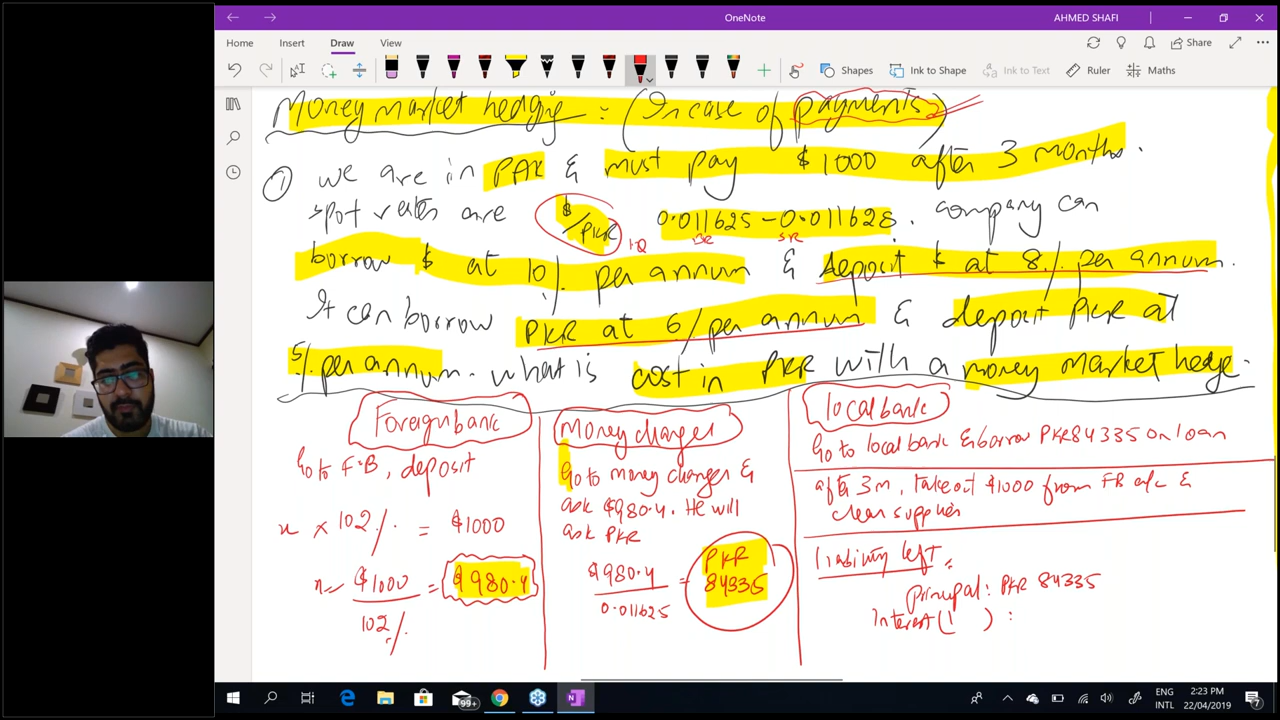 OneNote
AHMED SHAFI
Home Insert Draw View
Share
Shapes Ink to Shape Ink to Text Ruler Maths
Money market hedging = (In case of payments)
① we are in PAK & must pay $1000 after 3 months.
spot rates are $/PKR 0.011625 - 0.011628. company can
BR SR
borrow $ at 10% per annum & deposit $ at 8% per annum.
It can borrow PKR at 6% per annum & deposit PKR at
5% per annum. what is cost in PKR with a money market hedge.
Foreign bank
Go to F.B, deposit
x × 102% = $1000
x = $1000 / 102% = $980.4
Money changer
Go to money changer &
ask $980.4. He will
ask PKR
$980.4 / 0.011625 = PKR 84335
local bank
Go to local bank & borrow PKR 84335 on loan
after 3m, take out $1000 from FB a/c &
clear supplier
liability left =
Principal: PKR 84335
Interest (1 ) :
99+
ENG
INTL
2:23 PM
22/04/2019
7